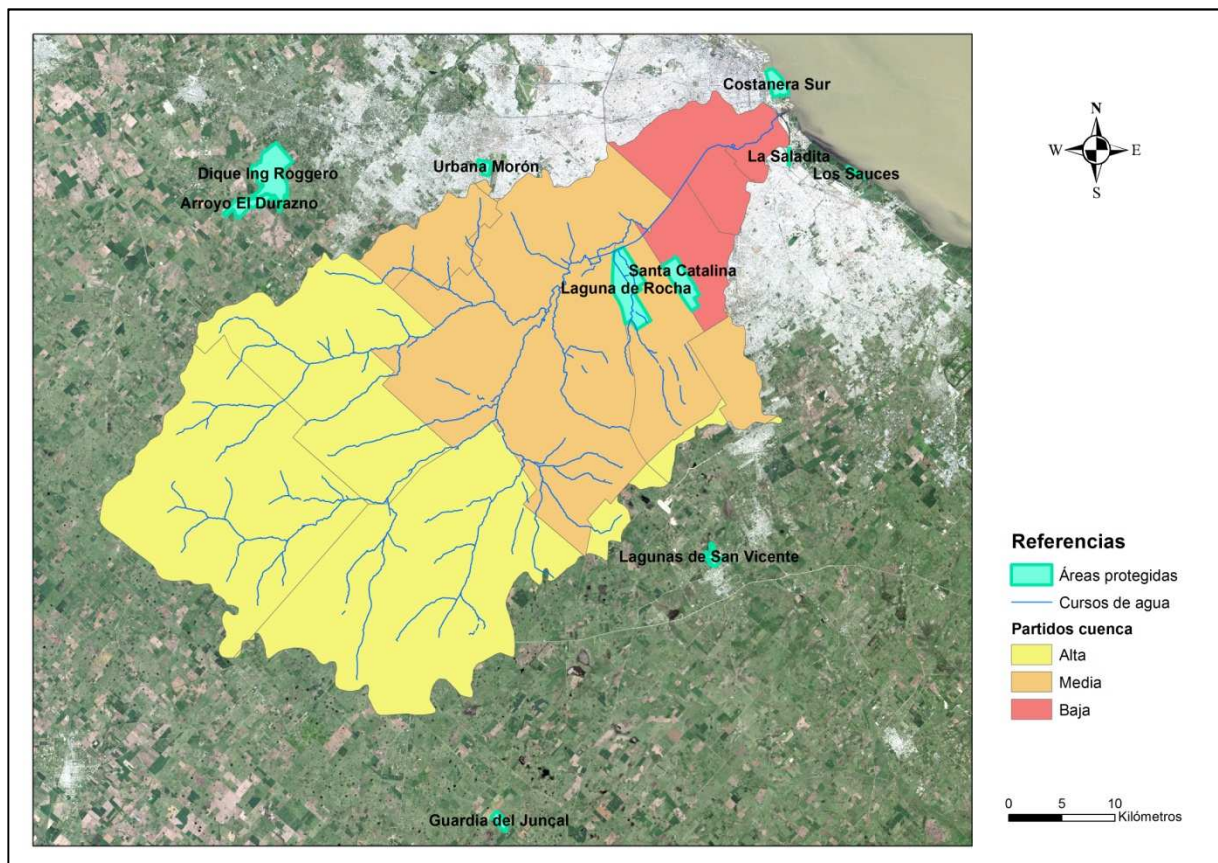 Costanera Sur
La Saladita
Los Sauces
Urbana Morón
Dique Ing Roggero
Arroyo El Durazno
Santa Catalina
Laguna de Rocha
Lagunas de San Vicente
Guardia del Junçal
N
W
E
S
Referencias
Áreas protegidas
Cursos de agua
Partidos cuenca
Alta
Media
Baja
0 5 10
Kilómetros